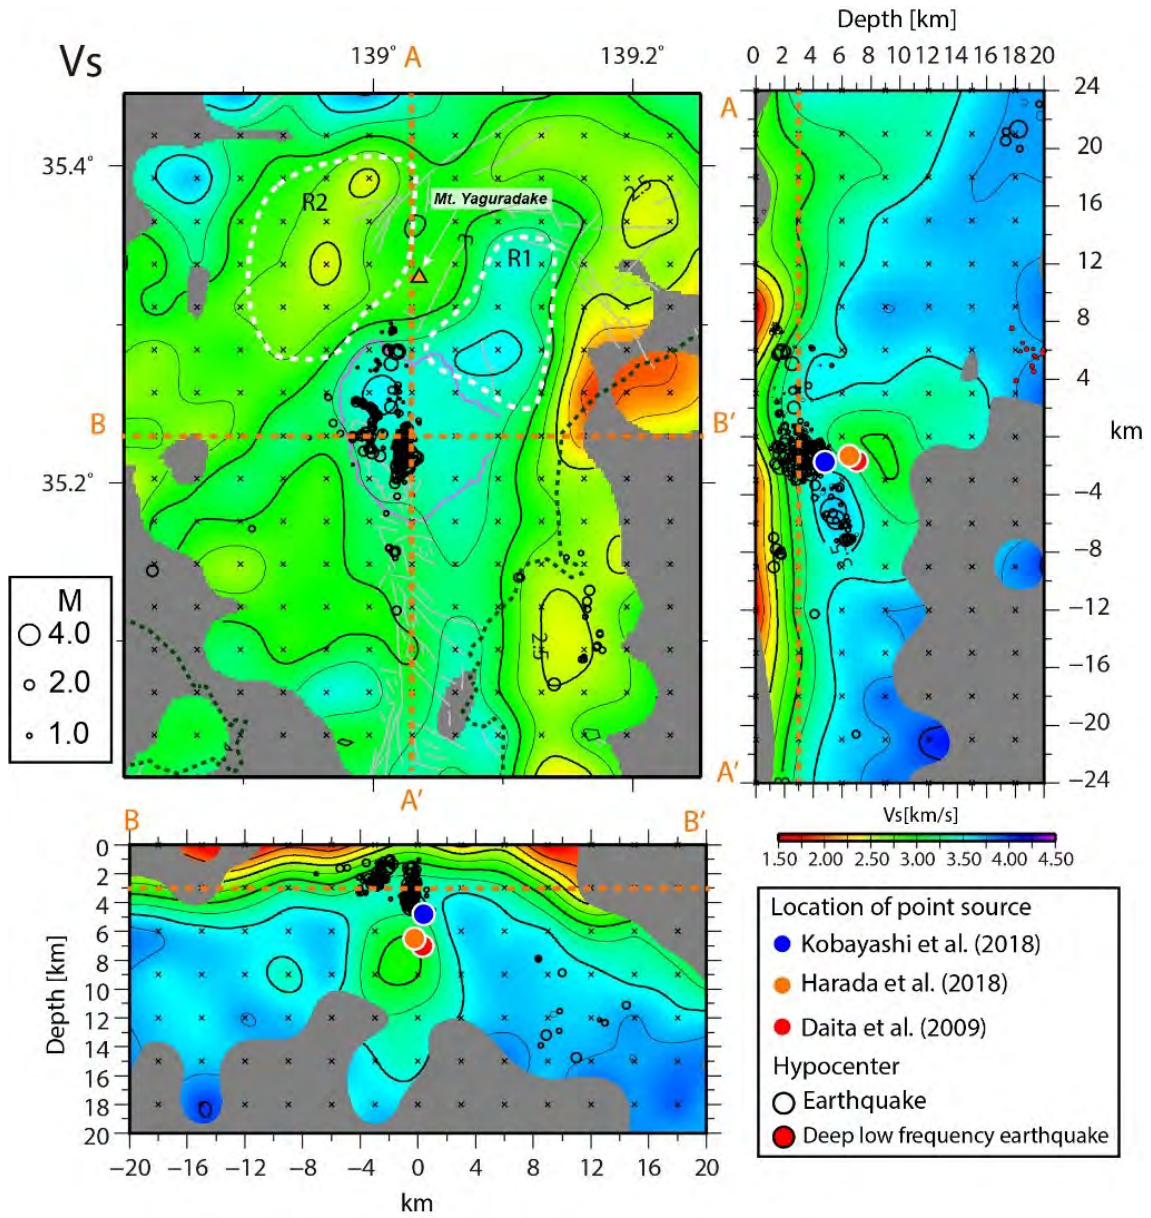 Vs
139°
A
139.2°
35.4°
35.2°
R2
R1
Mt. Yaguradake
2.5
3
2.5
B
B'
A'
M
4.0
2.0
1.0
Depth [km]
0 2 4 6 8 10 12 14 16 18 20
A
A'
24
20
16
12
8
4
km
−4
−8
−12
−16
−20
−24
Vs[km/s]
1.50 2.00 2.50 3.00 3.50 4.00 4.50
B
B'
Depth [km]
0
2
4
6
8
10
12
14
16
18
20
−20 −16 −12 −8 −4 0 4 8 12 16 20
km
Location of point source
Kobayashi et al. (2018)
Harada et al. (2018)
Daita et al. (2009)
Hypocenter
Earthquake
Deep low frequency earthquake